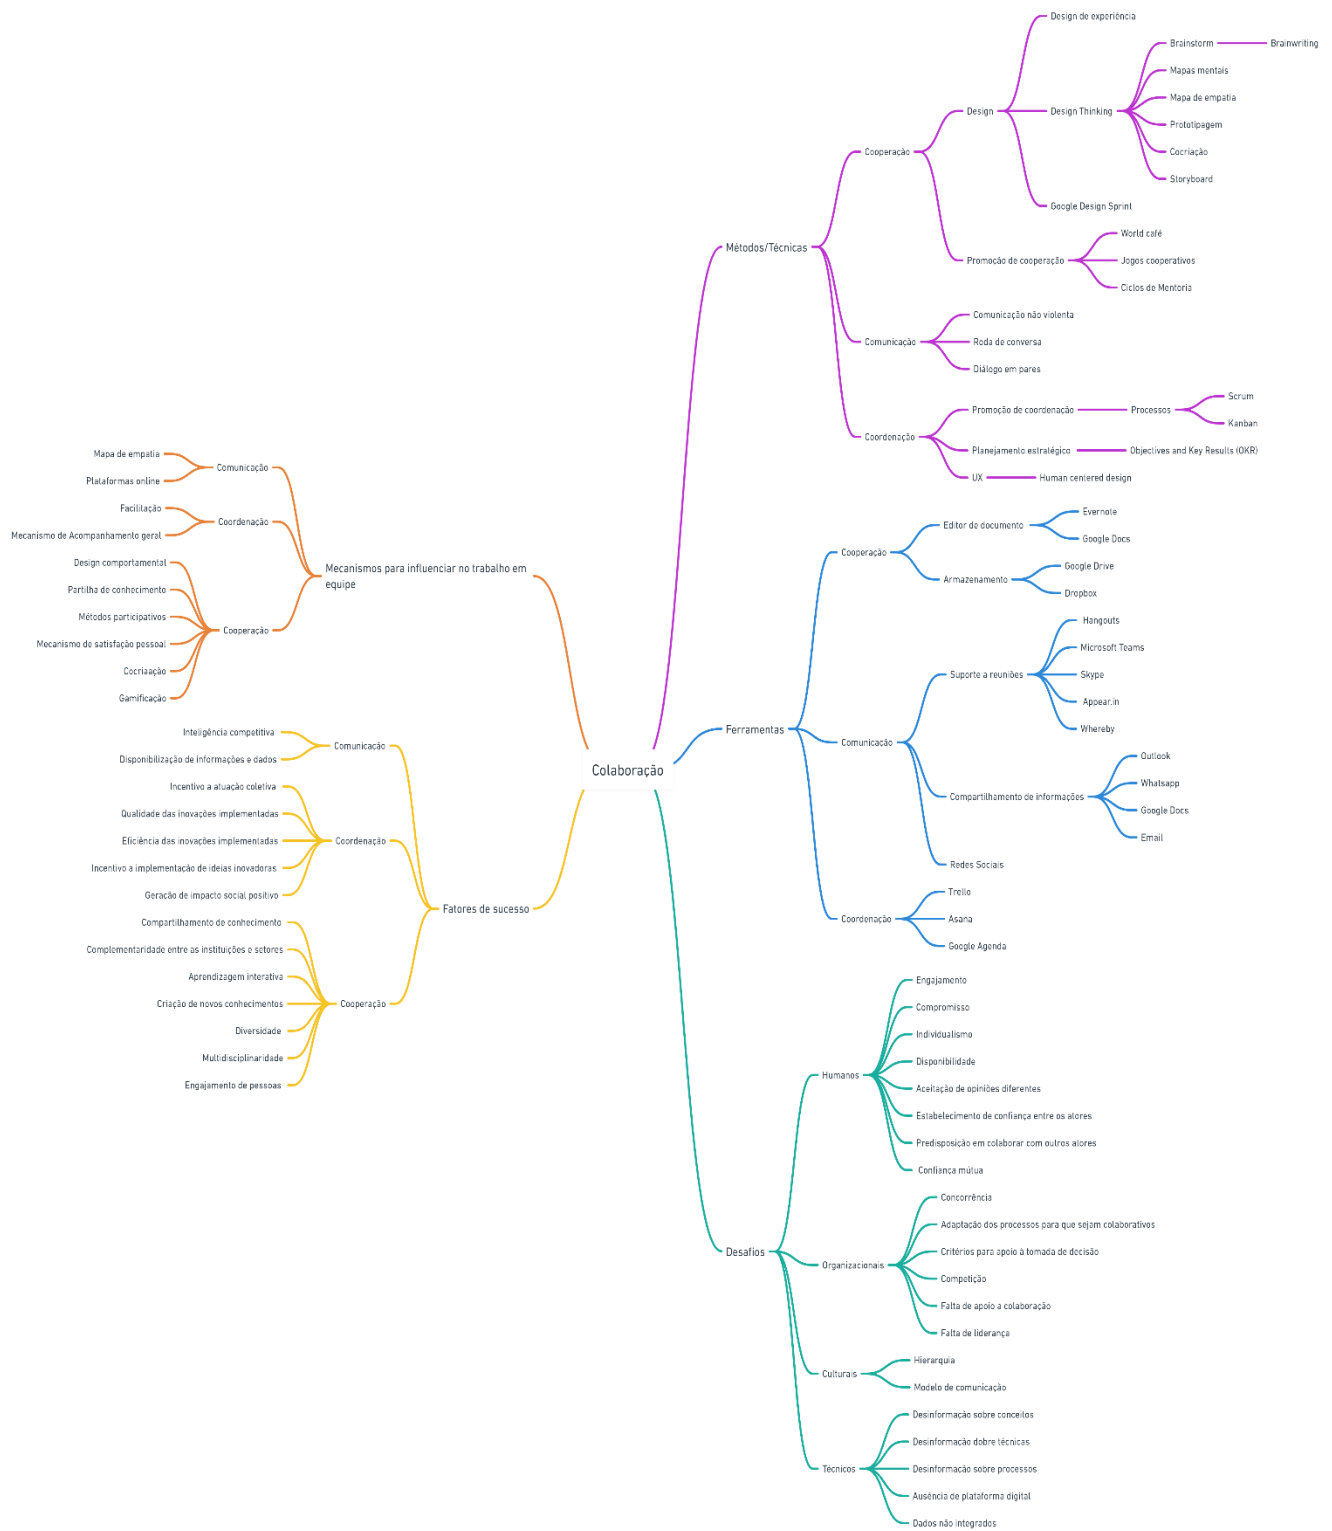 Colaboração
Métodos/Técnicas
Cooperação
Design
Design de experiência
Design Thinking
Brainstorm
Brainwriting
Mapas mentais
Mapa de empatia
Prototipagem
Cocriação
Storyboard
Google Design Sprint
Promoção de cooperação
World café
Jogos cooperativos
Ciclos de Mentoria
Comunicação
Comunicação não violenta
Roda de conversa
Diálogo em pares
Coordenação
Promoção de coordenação
Processos
Scrum
Kanban
Planejamento estratégico
Objectives and Key Results (OKR)
UX
Human centered design
Ferramentas
Cooperação
Editor de documento
Evernote
Google Docs
Armazenamento
Google Drive
Dropbox
Comunicação
Suporte a reuniões
Hangouts
Microsoft Teams
Skype
Appear.in
Whereby
Compartilhamento de informações
Outlook
Whatsapp
Google Docs
Email
Redes Sociais
Coordenação
Trello
Asana
Google Agenda
Desafios
Humanos
Engajamento
Compromisso
Individualismo
Disponibilidade
Aceitação de opiniões diferentes
Estabelecimento de confiança entre os atores
Predisposição em colaborar com outros atores
Confiança mútua
Organizacionais
Concorrência
Adaptação dos processos para que sejam colaborativos
Critérios para apoio à tomada de decisão
Competição
Falta de apoio a colaboração
Falta de liderança
Culturais
Hierarquia
Modelo de comunicação
Técnicos
Desinformação sobre conceitos
Desinformação dobre técnicas
Desinformação sobre processos
Ausência de plataforma digital
Dados não integrados
Mecanismos para influenciar no trabalho em
equipe
Comunicação
Mapa de empatia
Plataformas online
Coordenação
Facilitação
Mecanismo de Acompanhamento geral
Cooperação
Design comportamental
Partilha de conhecimento
Métodos participativos
Mecanismo de satisfação pessoal
Cocriaação
Gamificação
Fatores de sucesso
Comunicação
Inteligência competitiva
Disponibilização de informações e dados
Coordenação
Incentivo a atuação coletiva
Qualidade das inovações implementadas
Eficiência das inovações implementadas
Incentivo a implementação de ideias inovadoras
Geração de impacto social positivo
Cooperação
Compartilhamento de conhecimento
Complementaridade entre as instituições e setores
Aprendizagem interativa
Criação de novos conhecimentos
Diversidade
Multidisciplinaridade
Engajamento de pessoas